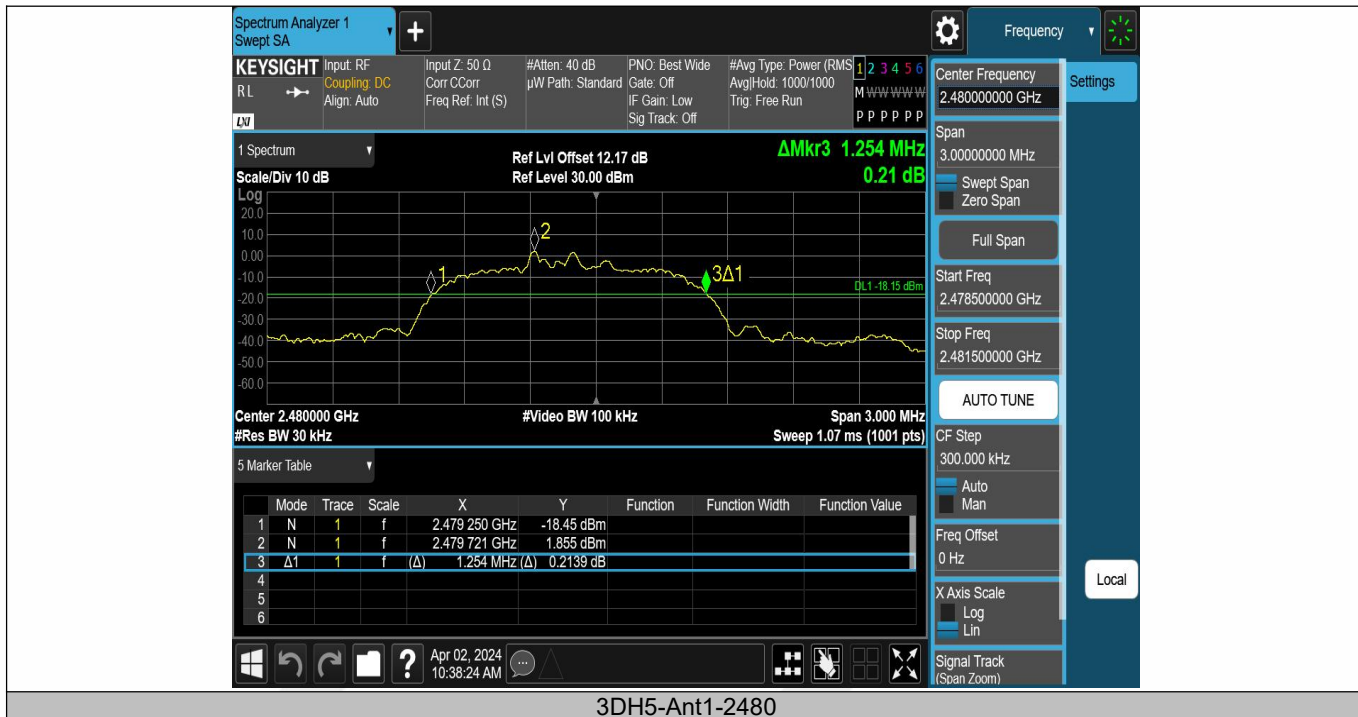 Spectrum Analyzer 1
Swept SA
+
Frequency
KEYSIGHT
RL
LXI
Input: RF
Coupling: DC
Align: Auto
Input Z: 50 Ω
Corr CCorr
Freq Ref: Int (S)
#Atten: 40 dB
µW Path: Standard
PNO: Best Wide
Gate: Off
IF Gain: Low
Sig Track: Off
#Avg Type: Power (RMS
Avg|Hold: 1000/1000
Trig: Free Run
1 2 3 4 5 6
M W W W W W
P P P P P P
1 Spectrum
Scale/Div 10 dB
Ref Lvl Offset 12.17 dB
Ref Level 30.00 dBm
ΔMkr3 1.254 MHz
0.21 dB
Log
20.0
10.0
0.00
-10.0
-20.0
-30.0
-40.0
-50.0
-60.0
1
2
3Δ1
DL1 -18.15 dBm
Center 2.480000 GHz
#Video BW 100 kHz
Span 3.000 MHz
#Res BW 30 kHz
Sweep 1.07 ms (1001 pts)
5 Marker Table
Mode Trace Scale X Y Function Function Width Function Value
1 N 1 f 2.479 250 GHz -18.45 dBm
2 N 1 f 2.479 721 GHz 1.855 dBm
3 Δ1 1 f (Δ) 1.254 MHz (Δ) 0.2139 dB
4
5
6
?
Apr 02, 2024
10:38:24 AM
Center Frequency
2.480000000 GHz
Span
3.00000000 MHz
Swept Span
Zero Span
Full Span
Start Freq
2.478500000 GHz
Stop Freq
2.481500000 GHz
AUTO TUNE
CF Step
300.000 kHz
Auto
Man
Freq Offset
0 Hz
X Axis Scale
Log
Lin
Signal Track
(Span Zoom)
Settings
Local
3DH5-Ant1-2480